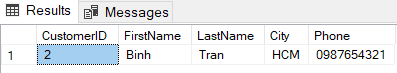 Results Messages
CustomerID FirstName LastName City Phone
1 2 Binh Tran HCM 0987654321